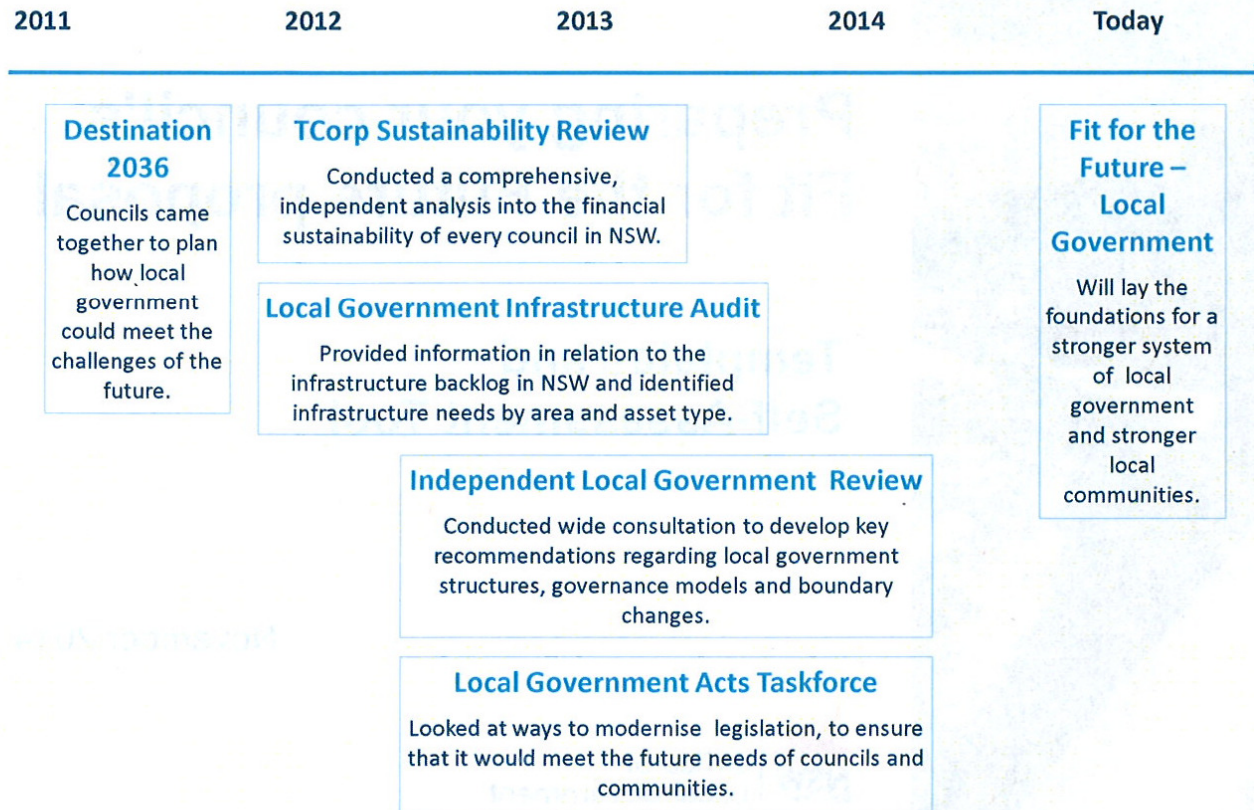 2011 2012 2013 2014 Today
Destination
2036
Councils came
together to plan
how local
government
could meet the
challenges of the
future.
TCorp Sustainability Review
Conducted a comprehensive,
independent analysis into the financial
sustainability of every council in NSW.
Local Government Infrastructure Audit
Provided information in relation to the
infrastructure backlog in NSW and identified
infrastructure needs by area and asset type.
Independent Local Government Review
Conducted wide consultation to develop key
recommendations regarding local government
structures, governance models and boundary
changes.
Local Government Acts Taskforce
Looked at ways to modernise legislation, to ensure
that it would meet the future needs of councils and
communities.
Fit for the
Future –
Local
Government
Will lay the
foundations for a
stronger system
of local
government
and stronger
local
communities.